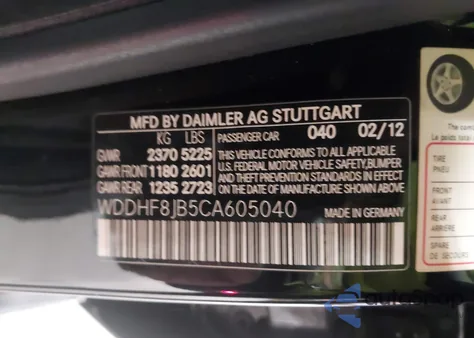 MFD BY DAIMLER AG STUTTGART
KG LBS
PASSENGER CAR 040 02/12
GVWR 2370 5225
GAWR FRONT 1180 2601
GAWR REAR 1235 2723
THIS VEHICLE CONFORMS TO ALL APPLICABLE
U.S. FEDERAL MOTOR VEHICLE SAFETY, BUMPER
AND THEFT PREVENTION STANDARDS IN EFFECT
ON THE DATE OF MANUFACTURE SHOWN ABOVE
WDDHF8JB5CA605040
MADE IN GERMANY
TIRE
PNEU
FRONT
AVANT
REAR
ARRIÈRE
SPARE
DE SECOURS